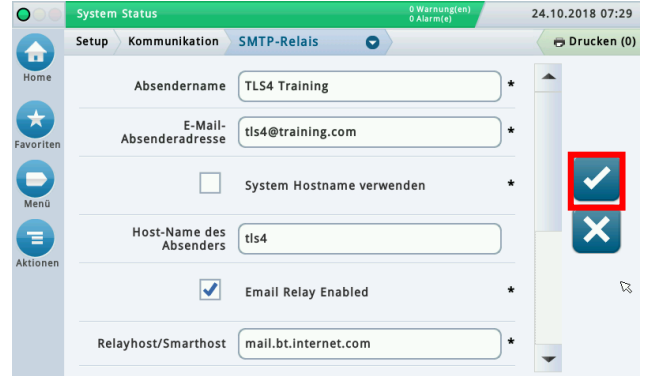 System Status
0 Warnung(en)
0 Alarm(e)
24.10.2018 07:29
Setup Kommunikation SMTP-Relais
Drucken (0)
Home
Favoriten
Menü
Aktionen
Absendername TLS4 Training *
E-Mail-
Absenderadresse tls4@training.com *
System Hostname verwenden *
Host-Name des
Absenders tls4
Email Relay Enabled *
Relayhost/Smarthost mail.bt.internet.com *